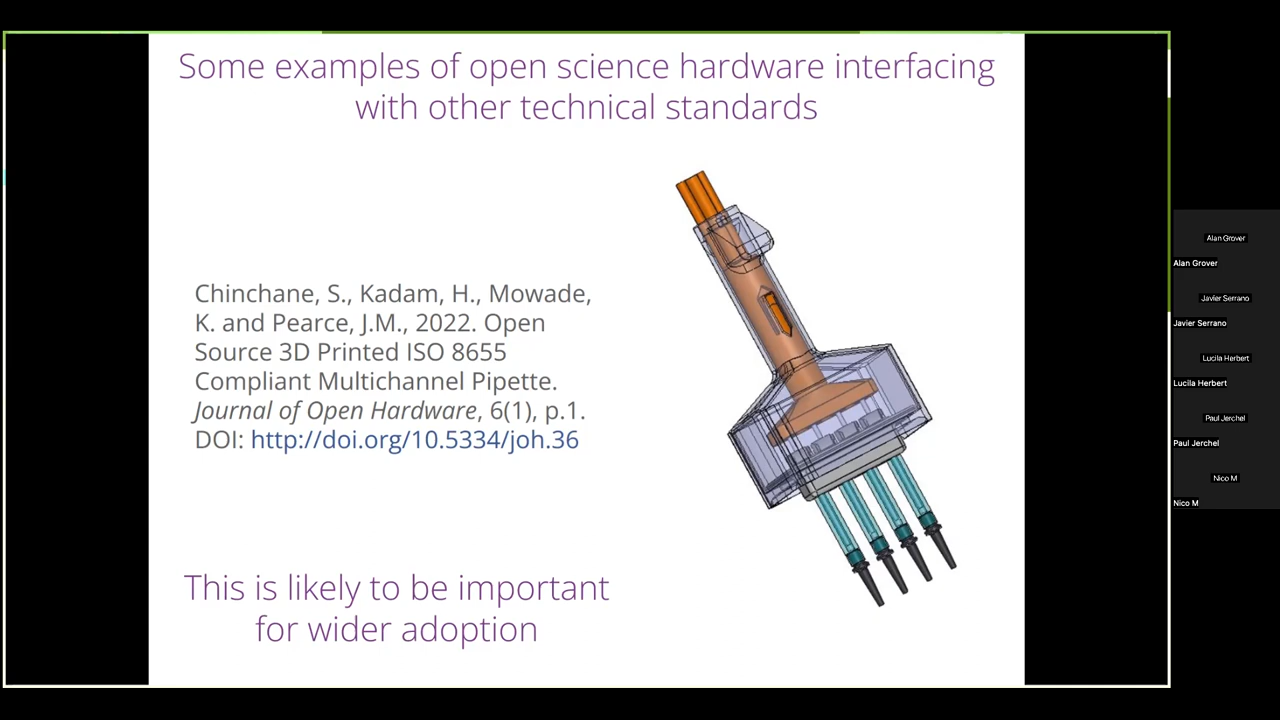 Some examples of open science hardware interfacing
with other technical standards
Chinchane, S., Kadam, H., Mowade,
K. and Pearce, J.M., 2022. Open
Source 3D Printed ISO 8655
Compliant Multichannel Pipette.
Journal of Open Hardware, 6(1), p.1.
DOI: http://doi.org/10.5334/joh.36
This is likely to be important
for wider adoption
Alan Grover
Alan Grover
Javier Serrano
Javier Serrano
Lucila Herbert
Lucila Herbert
Paul Jerchel
Paul Jerchel
Nico M
Nico M